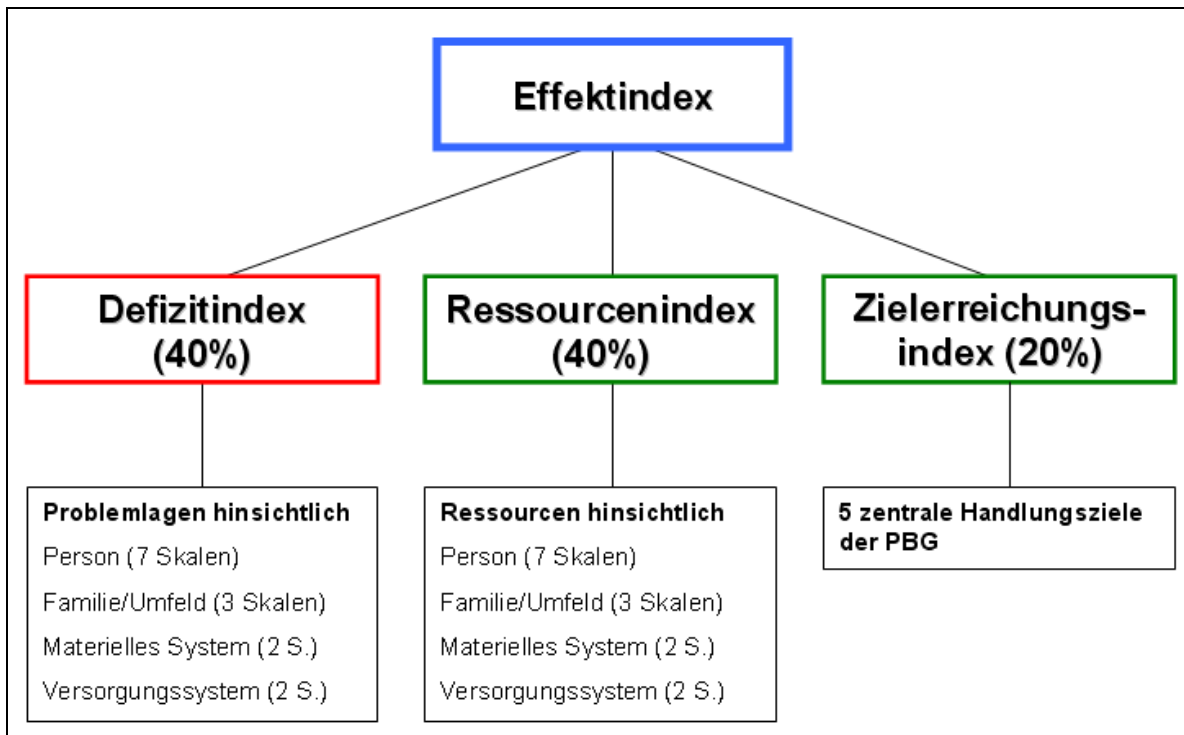 Effektindex
Defizitindex
(40%)
Ressourcenindex
(40%)
Zielerreichungs-
index (20%)
Problemlagen hinsichtlich
Person (7 Skalen)
Familie/Umfeld (3 Skalen)
Materielles System (2 S.)
Versorgungssystem (2 S.)
Ressourcen hinsichtlich
Person (7 Skalen)
Familie/Umfeld (3 Skalen)
Materielles System (2 S.)
Versorgungssystem (2 S.)
5 zentrale Handlungsziele
der PBG